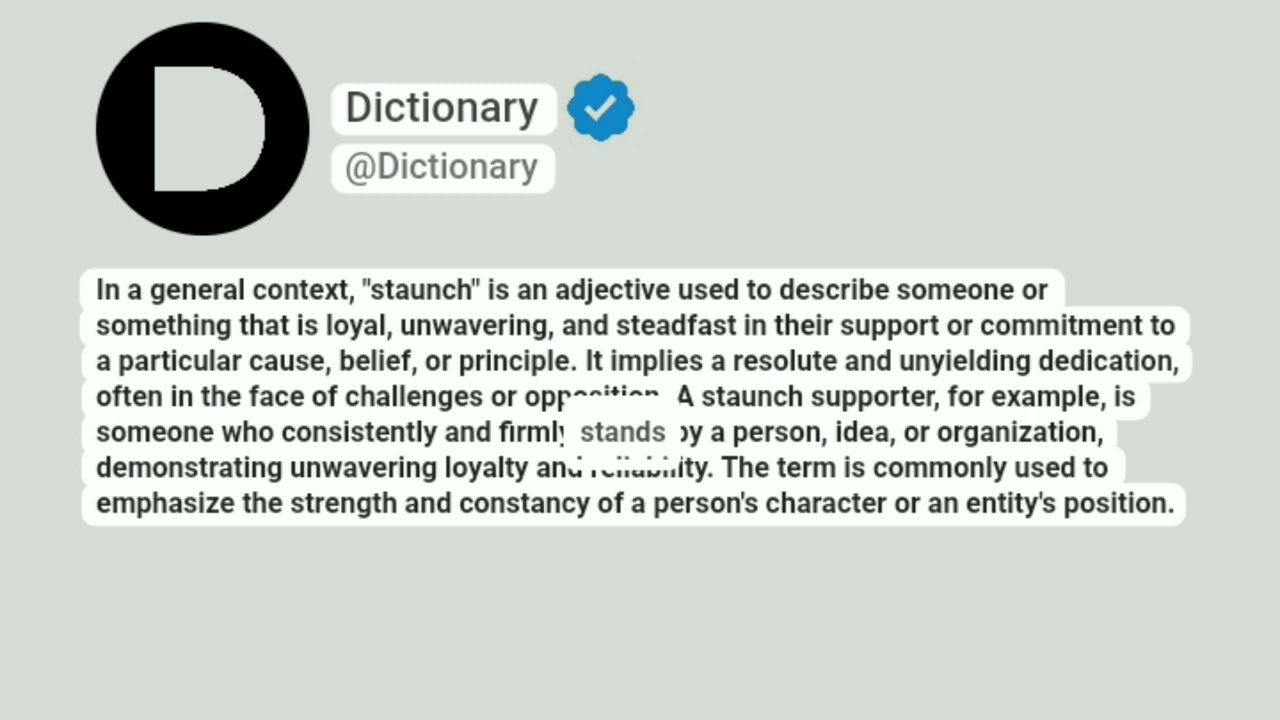 D
Dictionary
@Dictionary
In a general context, "staunch" is an adjective used to describe someone or
something that is loyal, unwavering, and steadfast in their support or commitment to
a particular cause, belief, or principle. It implies a resolute and unyielding dedication,
often in the face of challenges or opposition. A staunch supporter, for example, is
someone who consistently and firmly stands by a person, idea, or organization,
demonstrating unwavering loyalty and reliability. The term is commonly used to
emphasize the strength and constancy of a person's character or an entity's position.